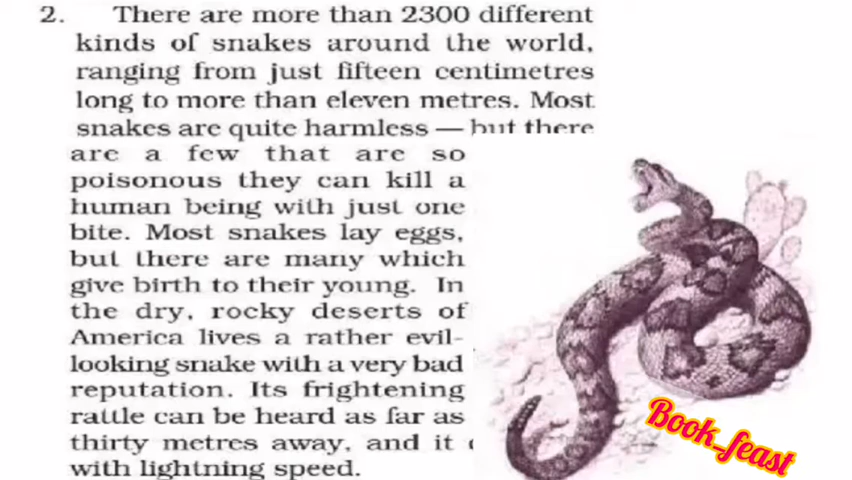 2. There are more than 2300 different
kinds of snakes around the world,
ranging from just fifteen centimetres
long to more than eleven metres. Most
snakes are quite harmless — but there
are a few that are so
poisonous they can kill a
human being with just one
bite. Most snakes lay eggs,
but there are many which
give birth to their young. In
the dry, rocky deserts of
America lives a rather evil-
looking snake with a very bad
reputation. Its frightening
rattle can be heard as far as
thirty metres away, and it
with lightning speed.
Book_feast